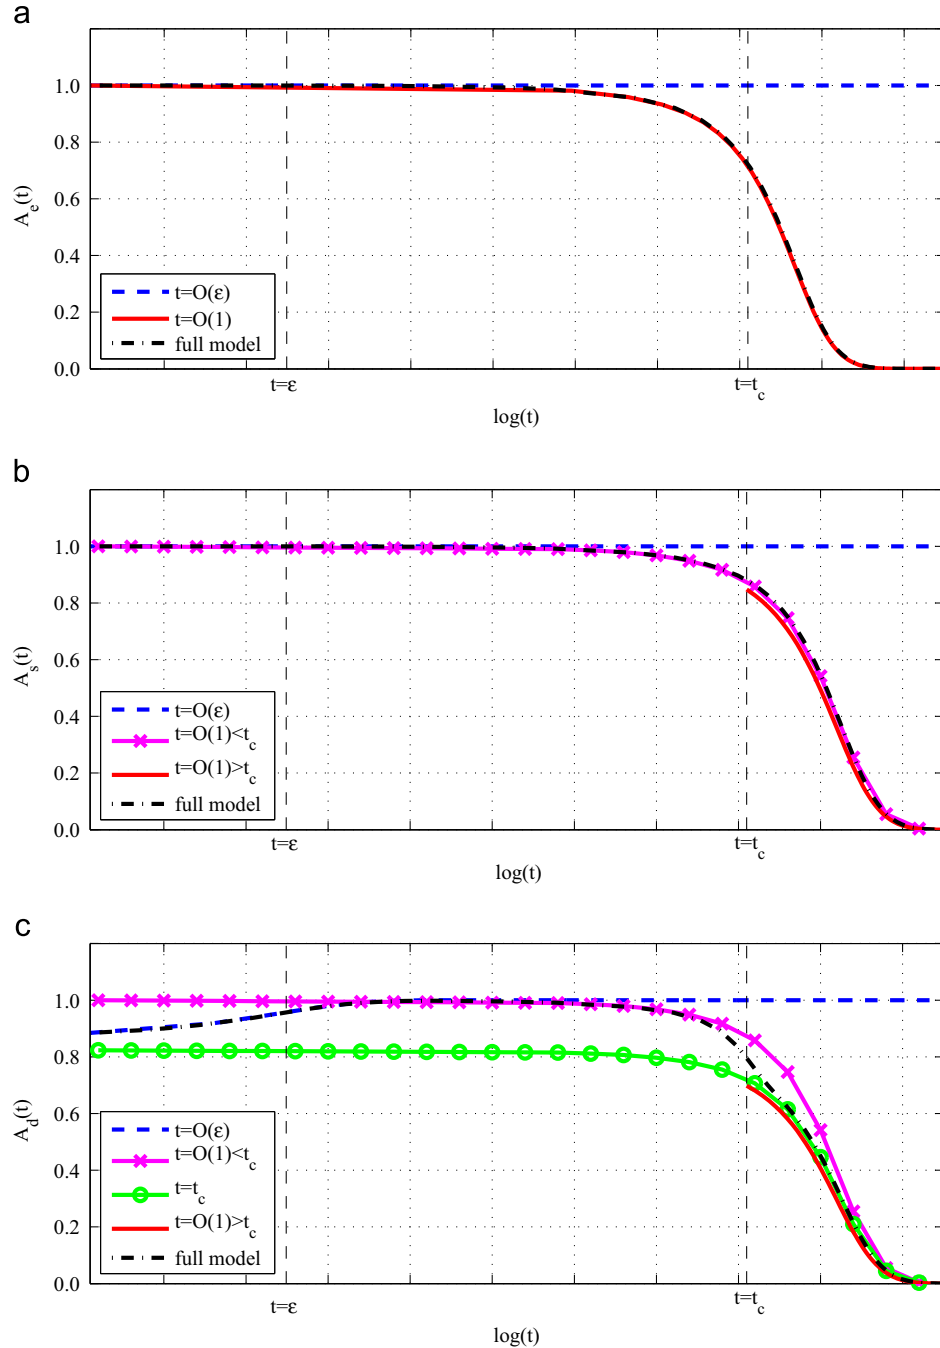 a
1.0
0.8
0.6
0.4
0.2
0.0
A_e(t)
t=O(ε)
t=O(1)
full model
t=ε
t=t_c
log(t)
b
1.0
0.8
0.6
0.4
0.2
0.0
A_s(t)
t=O(ε)
t=O(1)<t_c
t=O(1)>t_c
full model
t=ε
t=t_c
log(t)
c
1.0
0.8
0.6
0.4
0.2
0.0
A_d(t)
t=O(ε)
t=O(1)<t_c
t=t_c
t=O(1)>t_c
full model
t=ε
t=t_c
log(t)